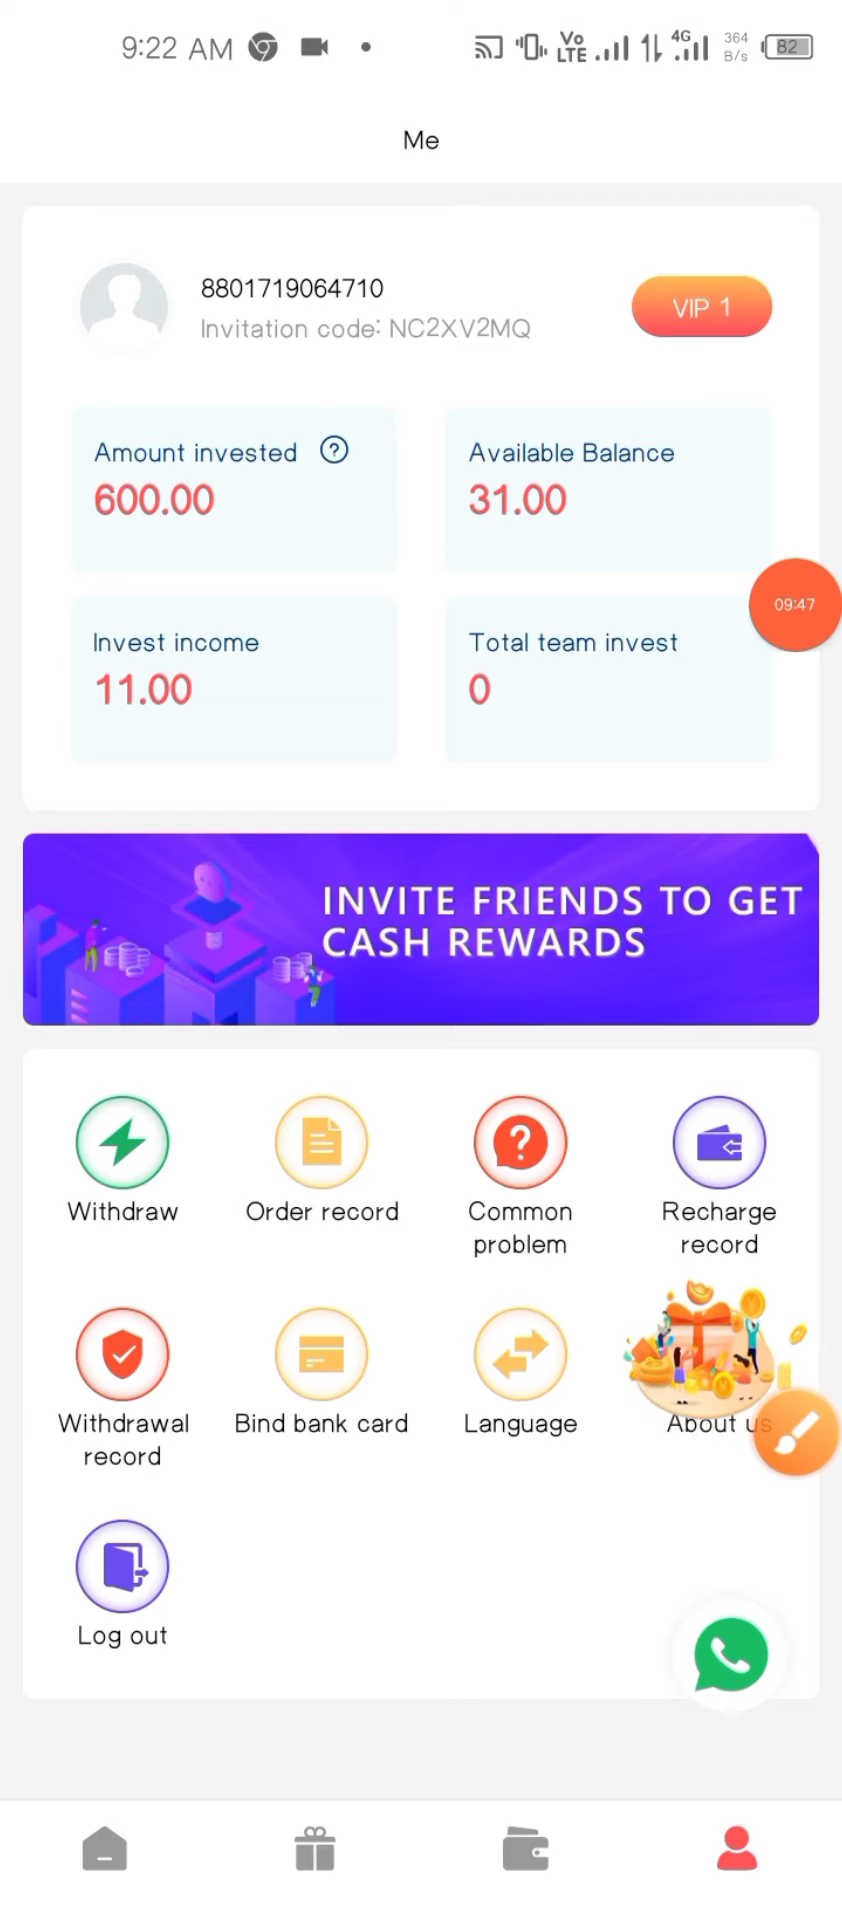 9:22 AM
Vo LTE 4G 364 B/s 82
Me
8801719064710
Invitation code: NC2XV2MQ
VIP 1
Amount invested ?
600.00
Available Balance
31.00
09:47
Invest income
11.00
Total team invest
0
INVITE FRIENDS TO GET
CASH REWARDS
Withdraw
Order record
Common
problem
Recharge
record
Withdrawal
record
Bind bank card
Language
About us
Log out